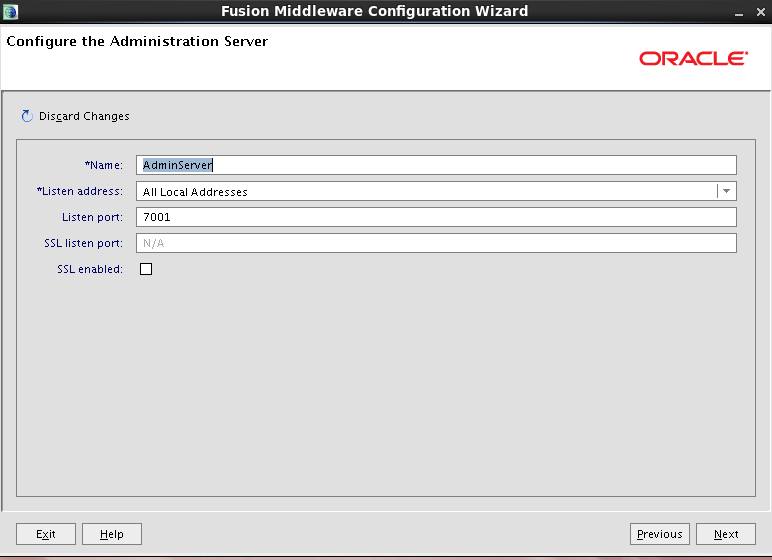 Fusion Middleware Configuration Wizard
Configure the Administration Server
ORACLE®
Discard Changes
*Name: AdminServer
*Listen address: All Local Addresses
Listen port: 7001
SSL listen port: N/A
SSL enabled:
Exit Help Previous Next